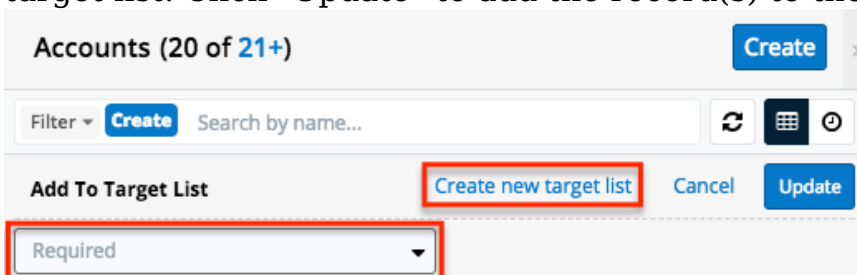 target list. Click "Update" to add the record(s) to the
Accounts (20 of 21+) Create
Filter Create Search by name...
Add To Target List Create new target list Cancel Update
Required